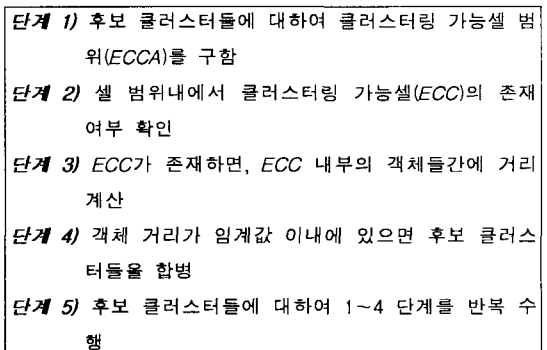 단계 1) 후보 클러스터들에 대하여 클러스터링 가능셀 범
위(ECCA)를 구함
단계 2) 셀 범위내에서 클러스터링 가능셀(ECC)의 존재
여부 확인
단계 3) ECC가 존재하면, ECC 내부의 객체들간에 거리
계산
단계 4) 객체 거리가 임계값 이내에 있으면 후보 클러스
터들을 합병
단계 5) 후보 클러스터들에 대하여 1~4 단계를 반복 수
행